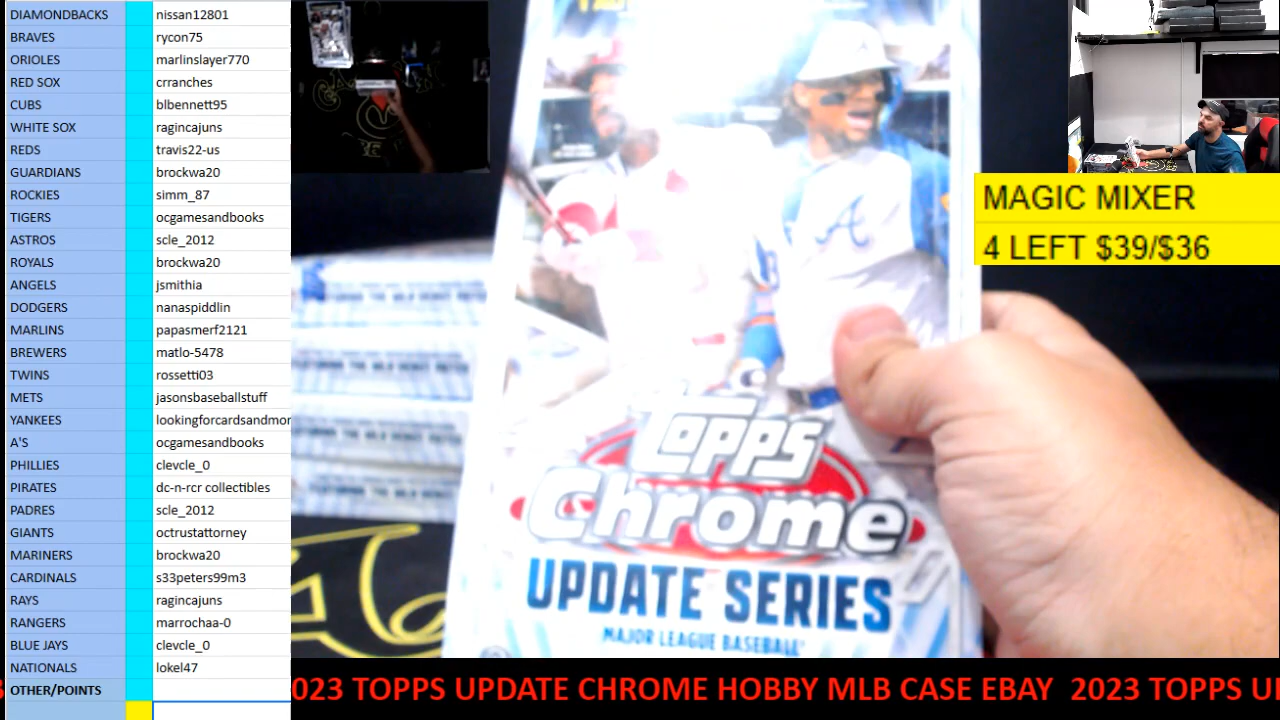 DIAMONDBACKS nissan12801
BRAVES rycon75
ORIOLES marlinslayer770
RED SOX crranches
CUBS blbennett95
WHITE SOX ragincajuns
REDS travis22-us
GUARDIANS brockwa20
ROCKIES simm_87
TIGERS ocgamesandbooks
ASTROS scle_2012
ROYALS brockwa20
ANGELS jsmithia
DODGERS nanaspiddlin
MARLINS papasmerf2121
BREWERS matlo-5478
TWINS rossetti03
METS jasonsbaseballstuff
YANKEES lookingforcardsandmor
A'S ocgamesandbooks
PHILLIES clevcle_0
PIRATES dc-n-rcr collectibles
PADRES scle_2012
GIANTS octrustattorney
MARINERS brockwa20
CARDINALS s33peters99m3
RAYS ragincajuns
RANGERS marrochaa-0
BLUE JAYS clevcle_0
NATIONALS lokel47
OTHER/POINTS
MAGIC MIXER
4 LEFT $39/$36
A
Topps
Chrome
UPDATE SERIES
MAJOR LEAGUE BASEBALL
023 TOPPS UPDATE CHROME HOBBY MLB CASE EBAY 2023 TOPPS U